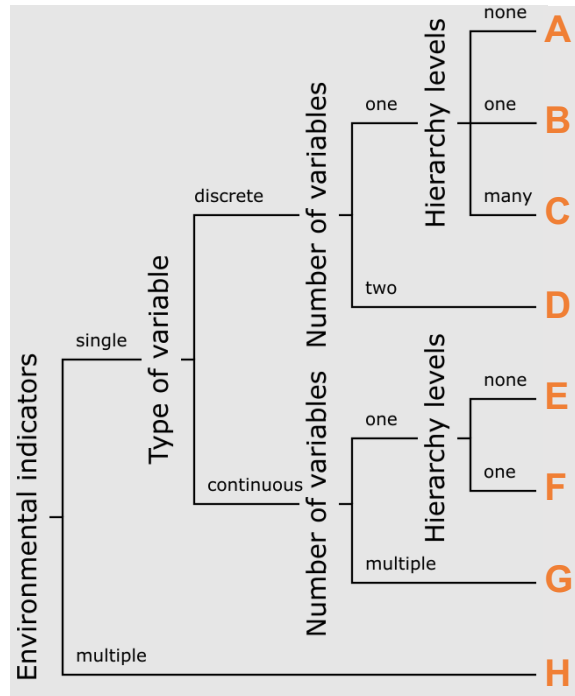 Environmental indicators
single
multiple
Type of variable
discrete
continuous
Number of variables
one
two
Number of variables
one
multiple
Hierarchy levels
none
one
many
Hierarchy levels
none
one
A
B
C
D
E
F
G
H